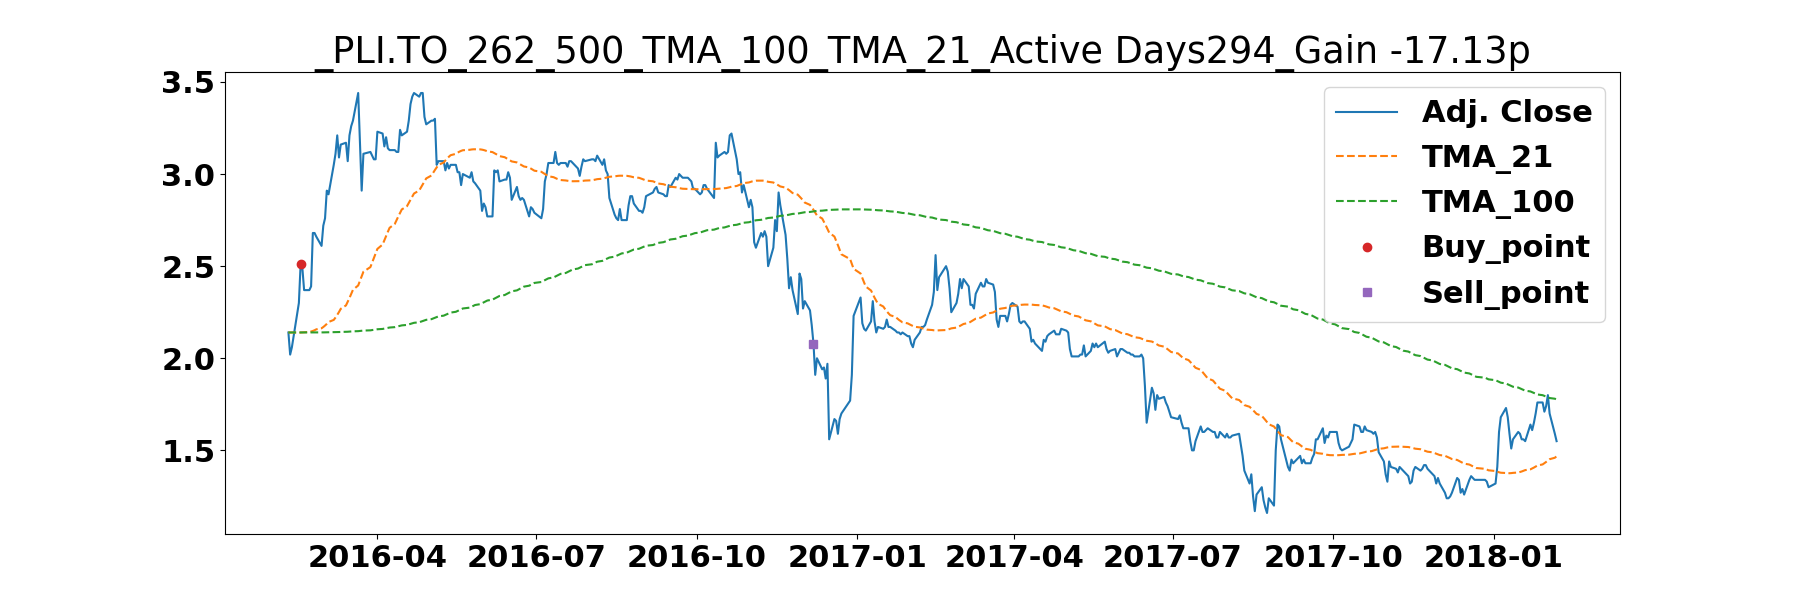 _PLI.TO_262_500_TMA_100_TMA_21_Active Days294_Gain -17.13p
3.5
3.0
2.5
2.0
1.5
Adj. Close
TMA_21
TMA_100
Buy_point
Sell_point
2016-04 2016-07 2016-10 2017-01 2017-04 2017-07 2017-10 2018-01